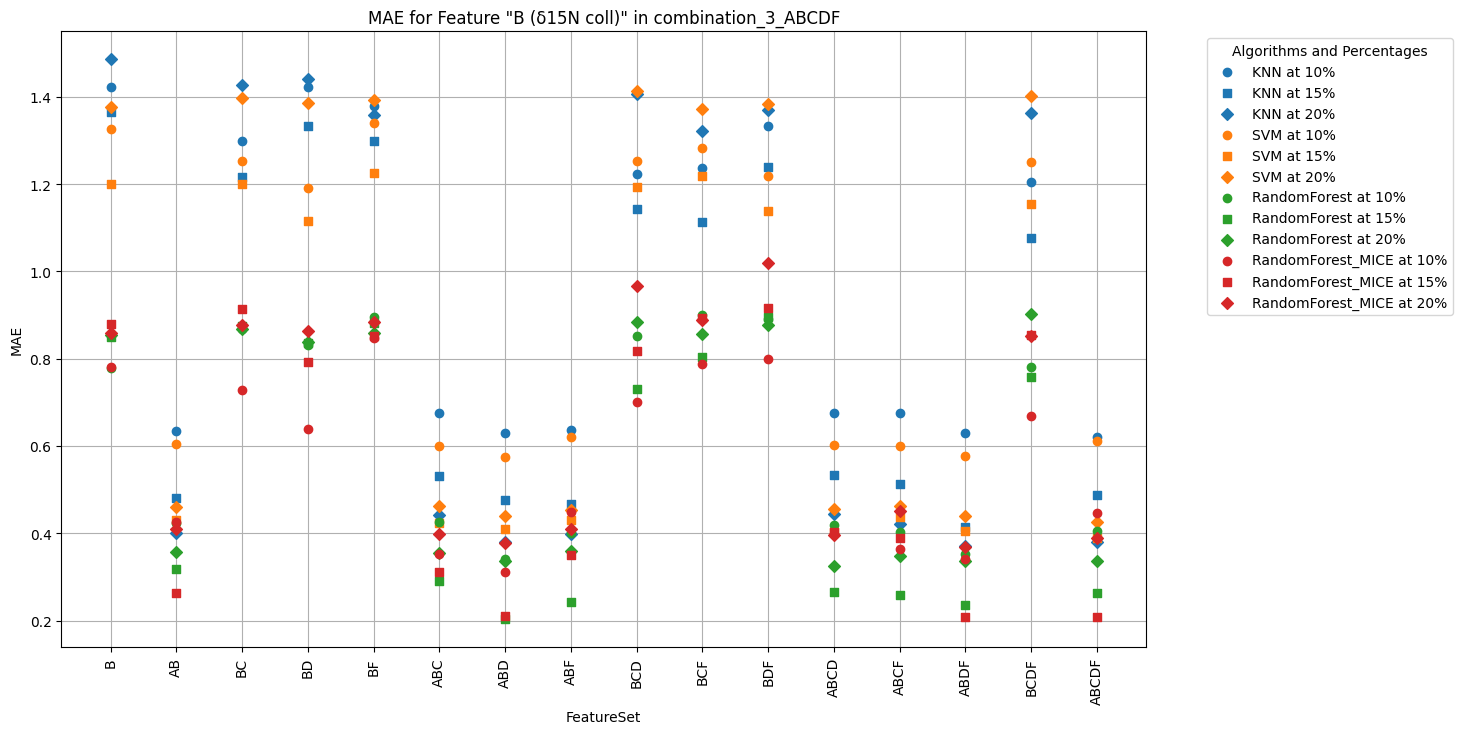 MAE for Feature "B (δ15N coll)" in combination_3_ABCDF
MAE
1.4
1.2
1.0
0.8
0.6
0.4
0.2
B
AB
BC
BD
BF
ABC
ABD
ABF
BCD
BCF
BDF
ABCD
ABCF
ABDF
BCDF
ABCDF
FeatureSet
Algorithms and Percentages
KNN at 10%
KNN at 15%
KNN at 20%
SVM at 10%
SVM at 15%
SVM at 20%
RandomForest at 10%
RandomForest at 15%
RandomForest at 20%
RandomForest_MICE at 10%
RandomForest_MICE at 15%
RandomForest_MICE at 20%